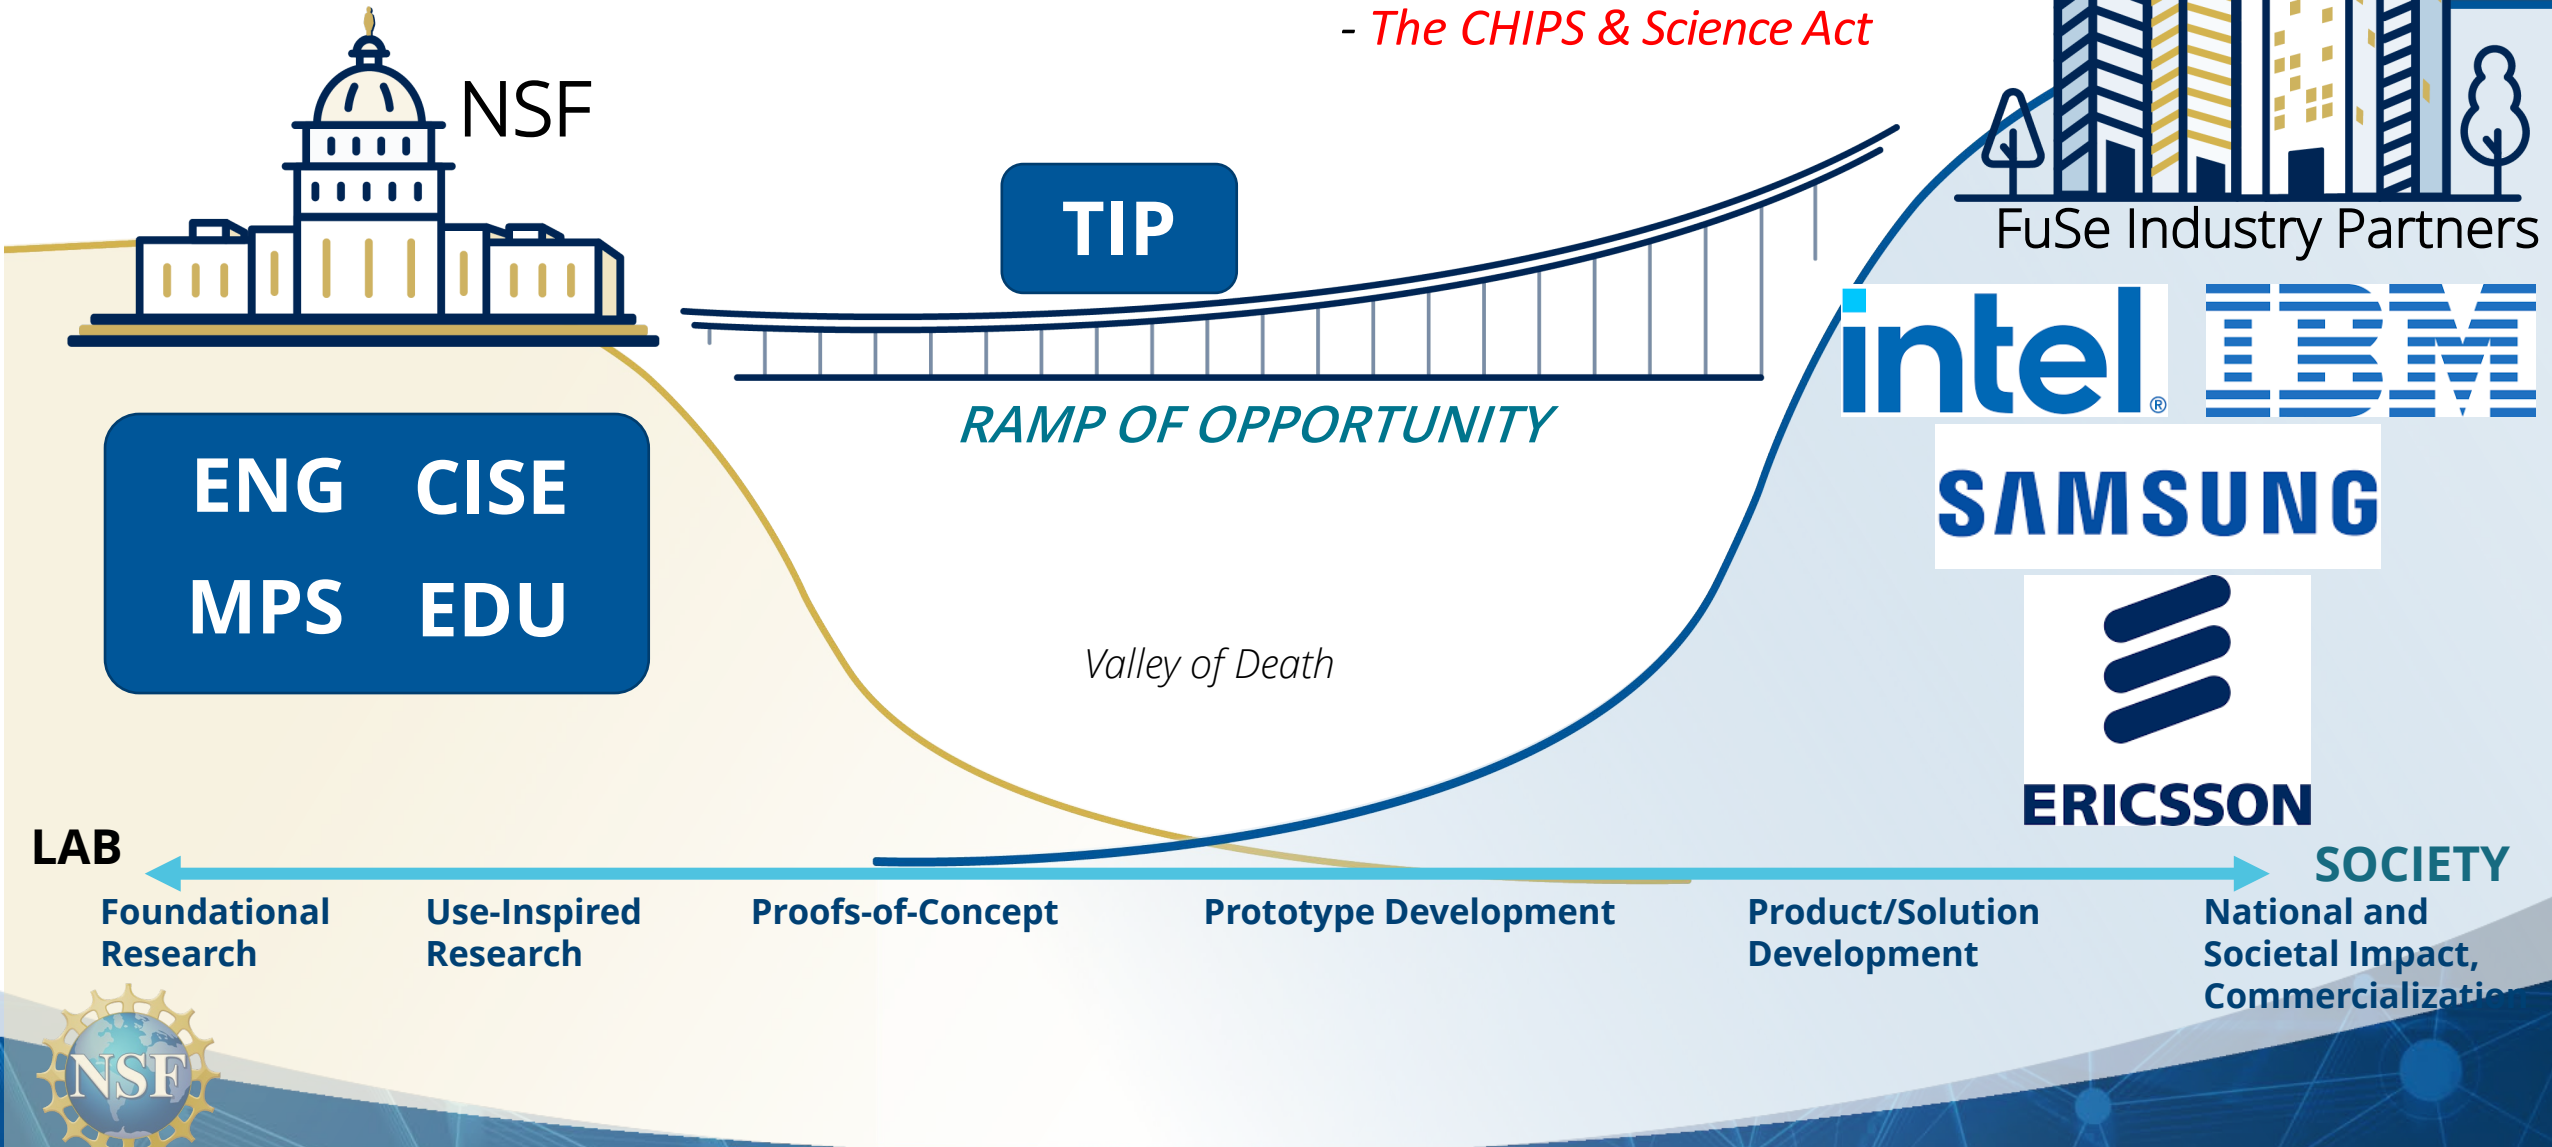 - The CHIPS & Science Act
NSF
TIP
FuSe Industry Partners
intel®
IBM
RAMP OF OPPORTUNITY
ENG CISE
SAMSUNG
MPS EDU
Valley of Death
ERICSSON
LAB
SOCIETY
Foundational
Research
Use-Inspired
Research
Proofs-of-Concept
Prototype Development
Product/Solution
Development
National and
Societal Impact,
Commercialization
NSF